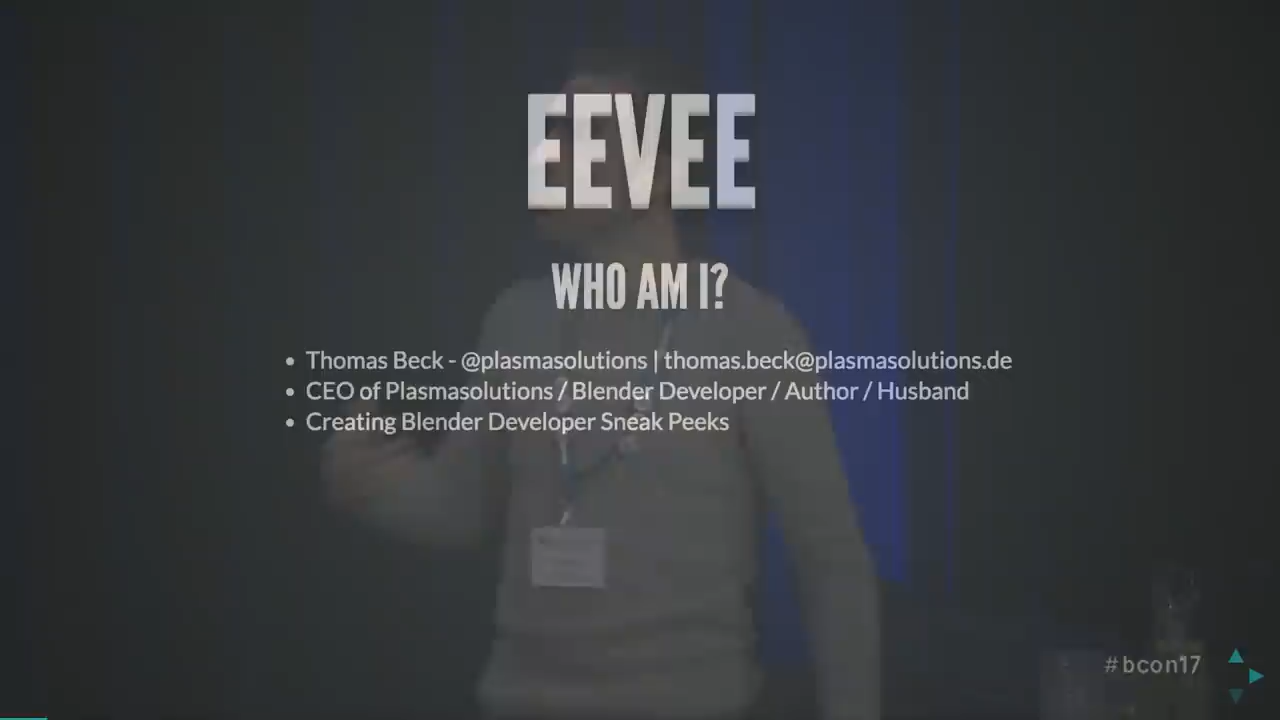 EEVEE
WHO AM I?
Thomas Beck - @plasmasolutions | thomas.beck@plasmasolutions.de
CEO of Plasmasolutions / Blender Developer / Author / Husband
Creating Blender Developer Sneak Peeks
#bcon17